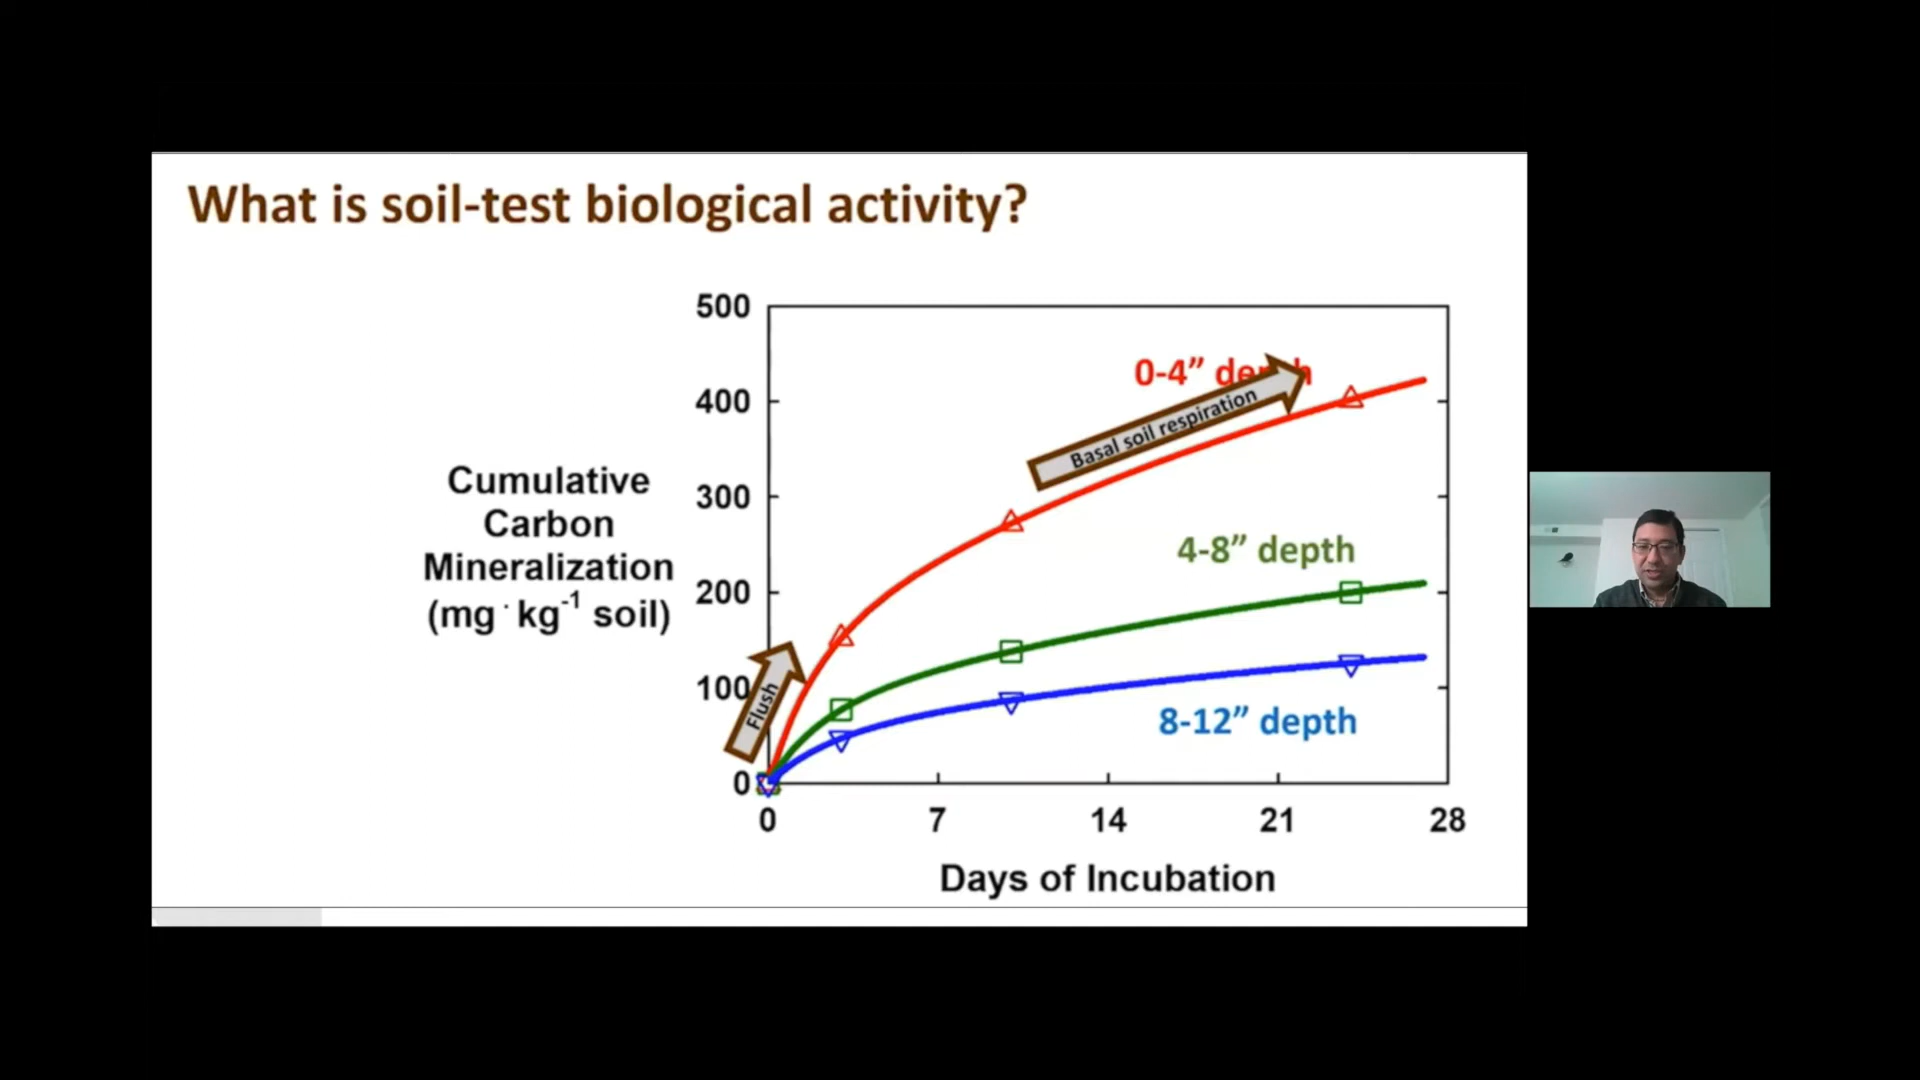 What is soil-test biological activity?
500
400
300
200
100
0
Cumulative
Carbon
Mineralization
(mg · kg-1 soil)
0-4” depth
Basal soil respiration
4-8” depth
8-12” depth
Flush
0 7 14 21 28
Days of Incubation